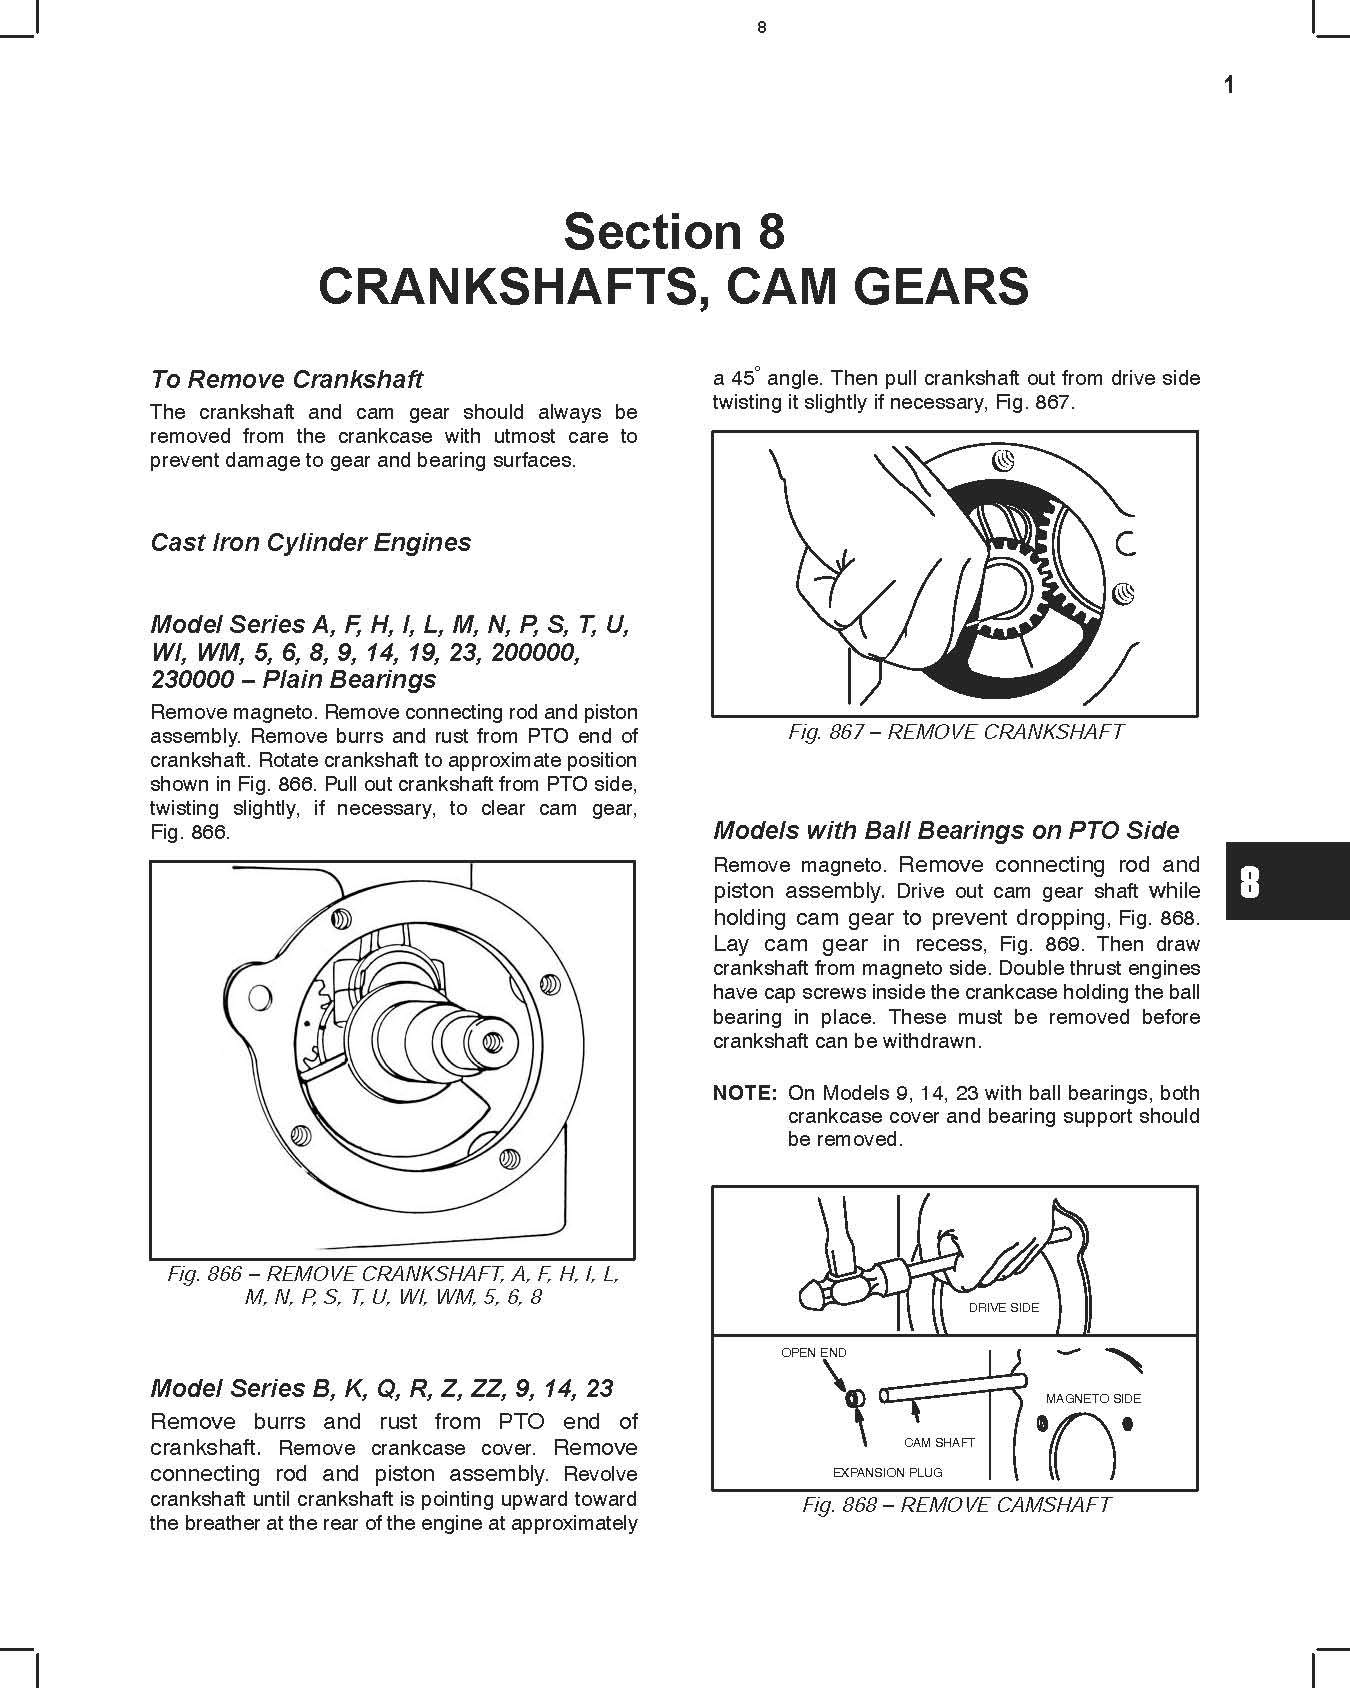 8
1
Section 8
CRANKSHAFTS, CAM GEARS
To Remove Crankshaft
The crankshaft and cam gear should always be
removed from the crankcase with utmost care to
prevent damage to gear and bearing surfaces.
Cast Iron Cylinder Engines
Model Series A, F, H, I, L, M, N, P, S, T, U,
WI, WM, 5, 6, 8, 9, 14, 19, 23, 200000,
230000 – Plain Bearings
Remove magneto. Remove connecting rod and piston
assembly. Remove burrs and rust from PTO end of
crankshaft. Rotate crankshaft to approximate position
shown in Fig. 866. Pull out crankshaft from PTO side,
twisting slightly, if necessary, to clear cam gear,
Fig. 866.
Fig. 866 – REMOVE CRANKSHAFT, A, F, H, I, L,
M, N, P, S, T, U, WI, WM, 5, 6, 8
Model Series B, K, Q, R, Z, ZZ, 9, 14, 23
Remove burrs and rust from PTO end of
crankshaft. Remove crankcase cover. Remove
connecting rod and piston assembly. Revolve
crankshaft until crankshaft is pointing upward toward
the breather at the rear of the engine at approximately
a 45° angle. Then pull crankshaft out from drive side
twisting it slightly if necessary, Fig. 867.
Fig. 867 – REMOVE CRANKSHAFT
Models with Ball Bearings on PTO Side
Remove magneto. Remove connecting rod and
piston assembly. Drive out cam gear shaft while
holding cam gear to prevent dropping, Fig. 868.
Lay cam gear in recess, Fig. 869. Then draw
crankshaft from magneto side. Double thrust engines
have cap screws inside the crankcase holding the ball
bearing in place. These must be removed before
crankshaft can be withdrawn.
NOTE: On Models 9, 14, 23 with ball bearings, both
crankcase cover and bearing support should
be removed.
8
DRIVE SIDE
OPEN END
MAGNETO SIDE
CAM SHAFT
EXPANSION PLUG
Fig. 868 – REMOVE CAMSHAFT